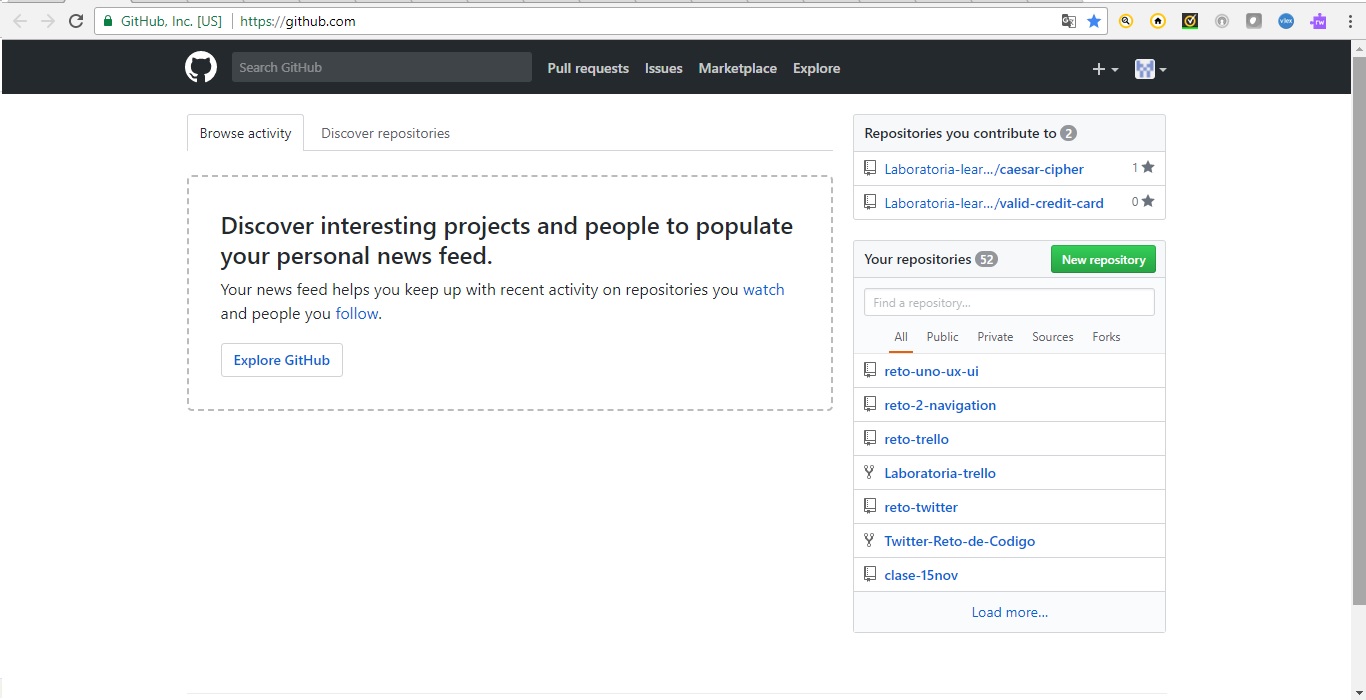 GitHub, Inc. [US] https://github.com
Search GitHub
Pull requests Issues Marketplace Explore
Browse activity Discover repositories
Discover interesting projects and people to populate
your personal news feed.
Your news feed helps you keep up with recent activity on repositories you watch
and people you follow.
Explore GitHub
Repositories you contribute to 2
Laboratoria-lear.../caesar-cipher 1
Laboratoria-lear.../valid-credit-card 0
Your repositories 52 New repository
Find a repository...
All Public Private Sources Forks
reto-uno-ux-ui
reto-2-navigation
reto-trello
Laboratoria-trello
reto-twitter
Twitter-Reto-de-Codigo
clase-15nov
Load more...